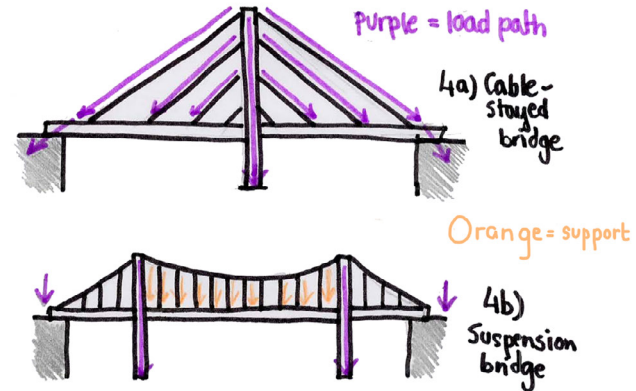 Purple = load path
4a) Cable-
stayed
bridge
Orange = support
4b)
Suspension
bridge